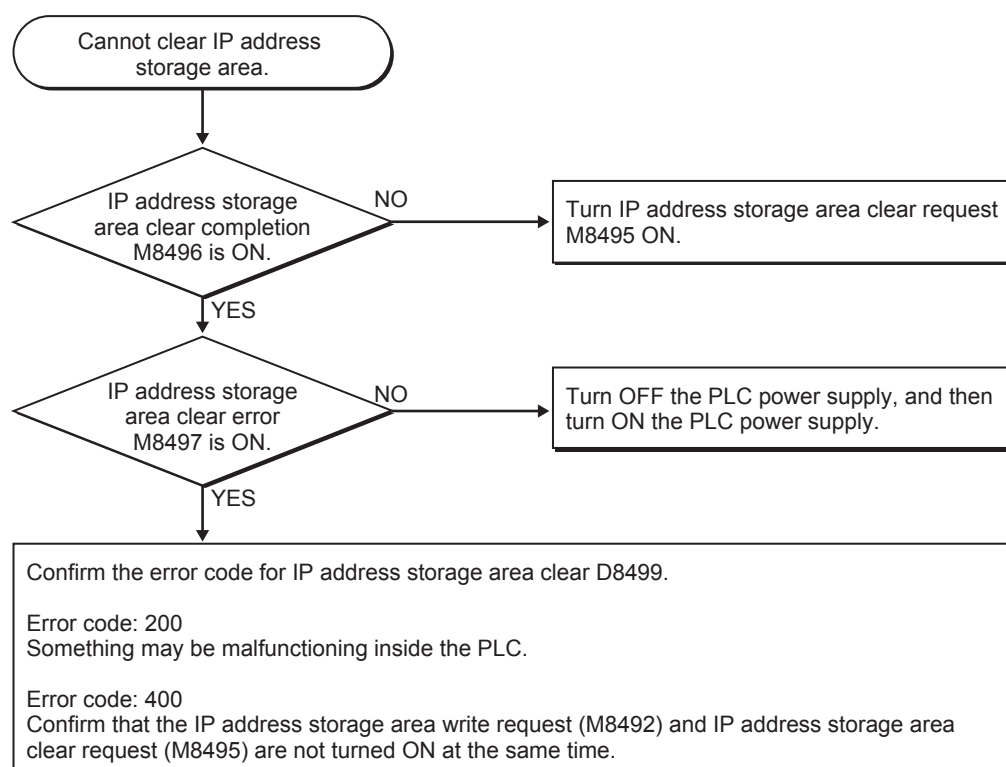 Cannot clear IP address
storage area.
IP address storage
area clear completion
M8496 is ON.
NO
Turn IP address storage area clear request
M8495 ON.
YES
IP address storage
area clear error
M8497 is ON.
NO
Turn OFF the PLC power supply, and then
turn ON the PLC power supply.
YES
Confirm the error code for IP address storage area clear D8499.
Error code: 200
Something may be malfunctioning inside the PLC.
Error code: 400
Confirm that the IP address storage area write request (M8492) and IP address storage area
clear request (M8495) are not turned ON at the same time.